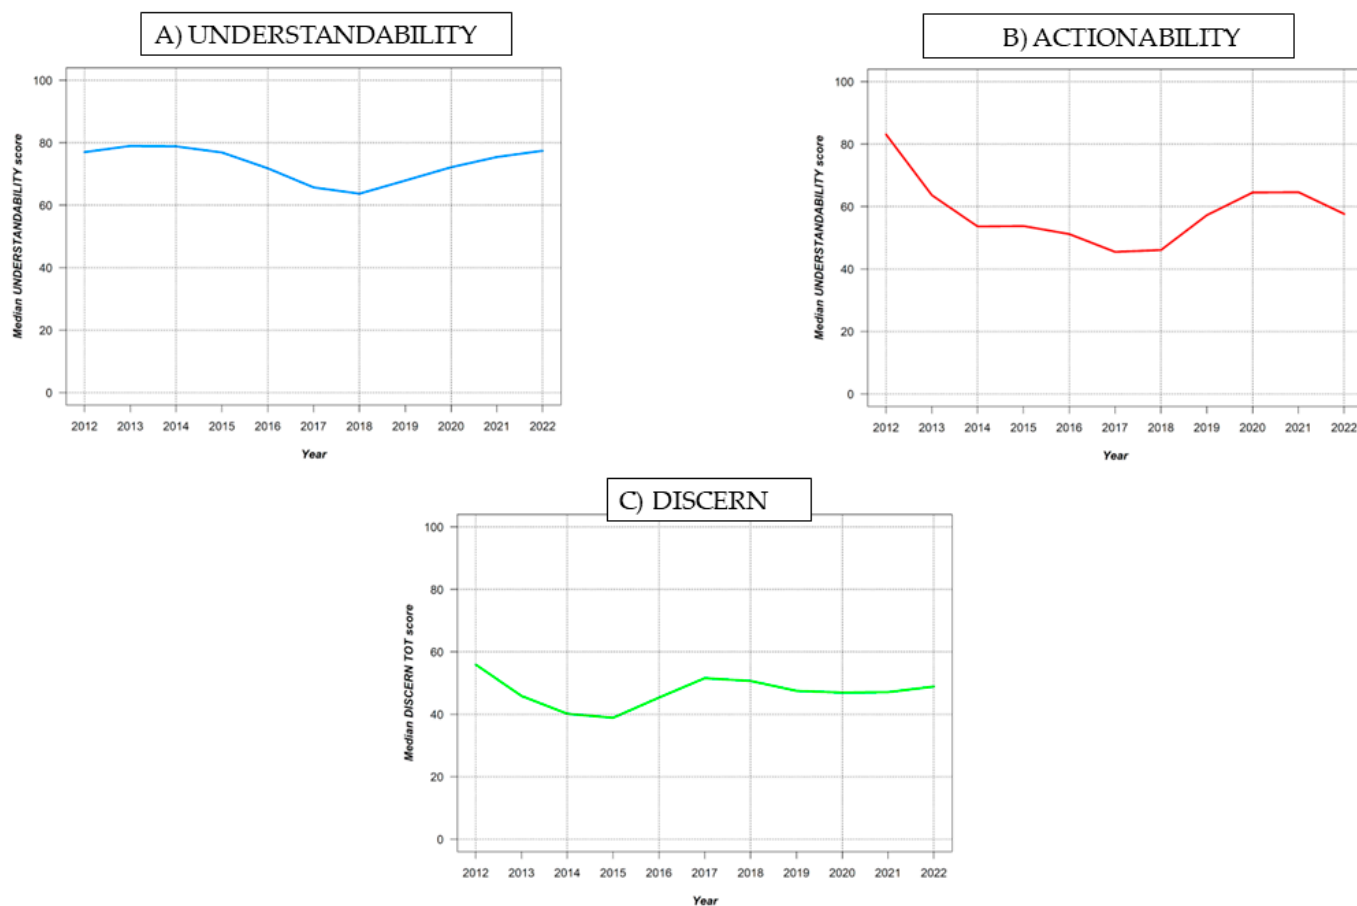 A) UNDERSTANDABILITY
Median UNDERSTANDABILITY score
100
80
60
40
20
0
2012 2013 2014 2015 2016 2017 2018 2019 2020 2021 2022
Year
B) ACTIONABILITY
Median UNDERSTANDABILITY score
100
80
60
40
20
0
2012 2013 2014 2015 2016 2017 2018 2019 2020 2021 2022
Year
C) DISCERN
Median DISCERN TOT score
100
80
60
40
20
0
2012 2013 2014 2015 2016 2017 2018 2019 2020 2021 2022
Year